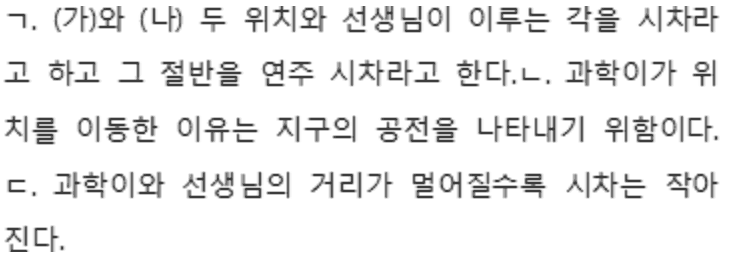 ㄱ. (가)와 (나) 두 위치와 선생님이 이루는 각을 시차라
고 하고 그 절반을 연주 시차라고 한다.ㄴ. 과학이가 위
치를 이동한 이유는 지구의 공전을 나타내기 위함이다.
ㄷ. 과학이와 선생님의 거리가 멀어질수록 시차는 작아
진다.